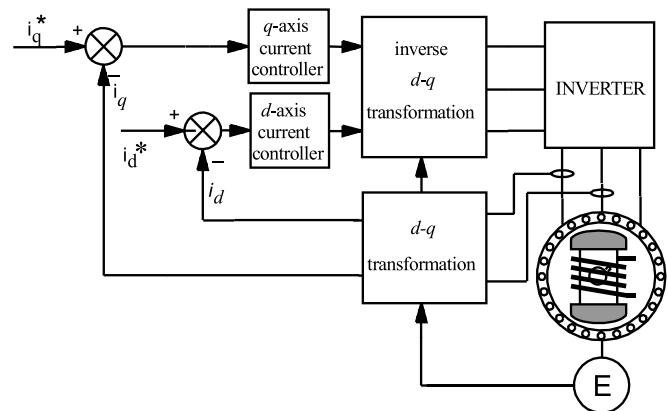 i_q*
+
−
i_q
q-axis
current
controller
inverse
d-q
transformation
INVERTER
+
i_d*
−
i_d
d-axis
current
controller
d-q
transformation
E